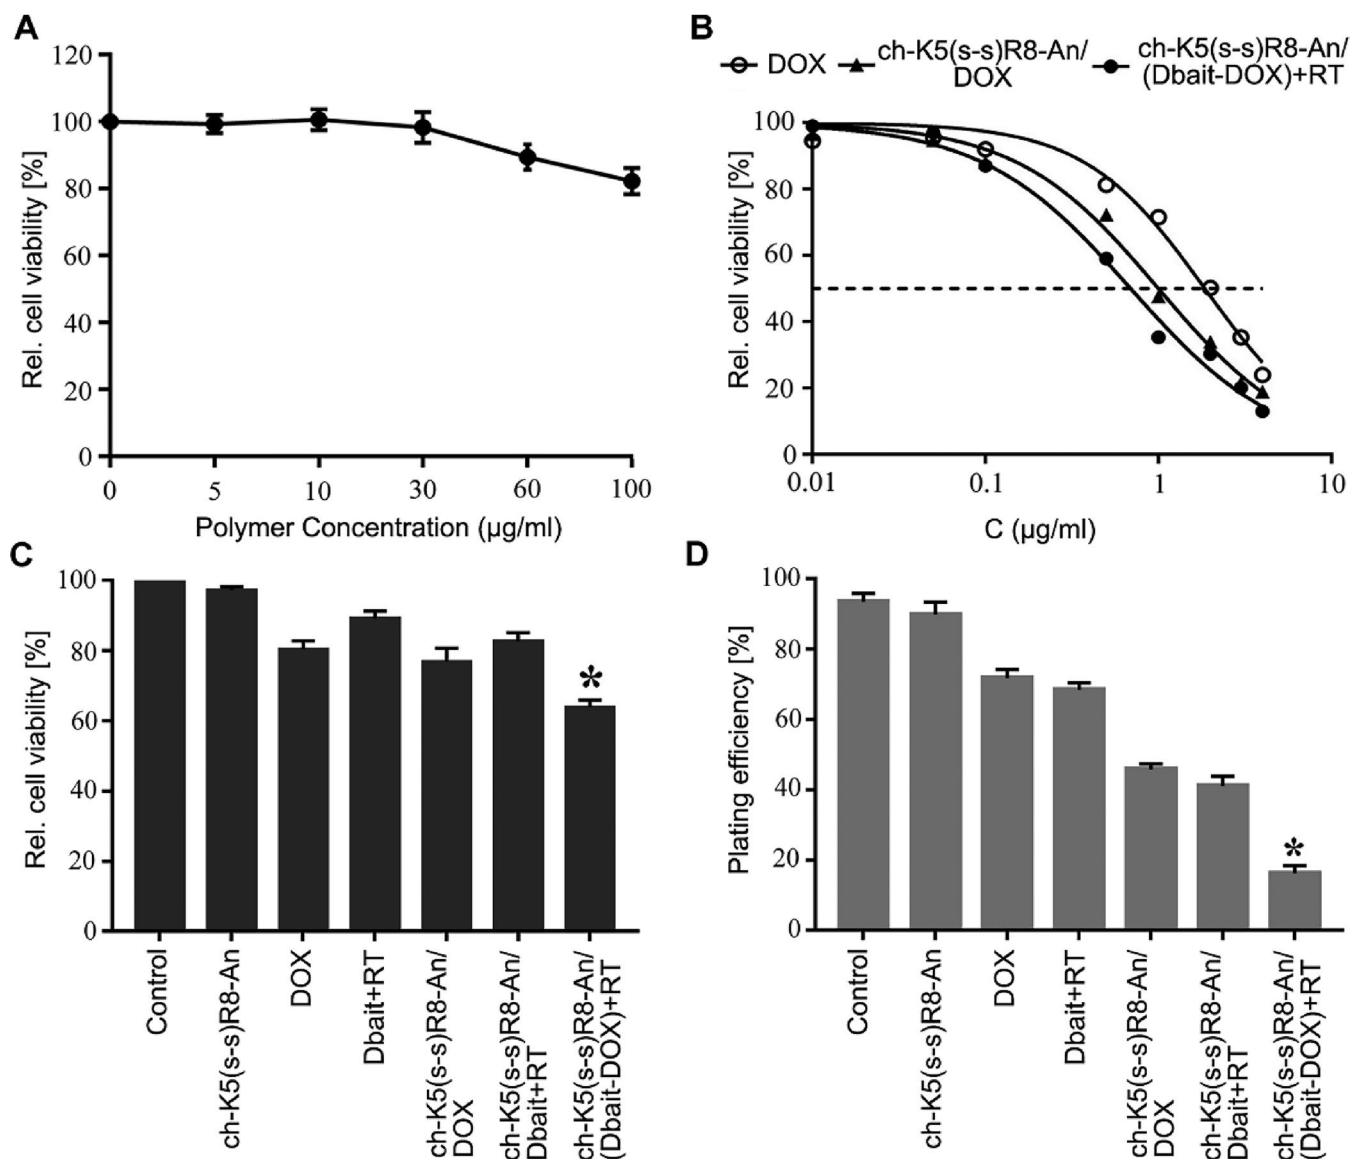 A
120
100
80
60
40
20
0
Rel. cell viability [%]
0 5 10 30 60 100
Polymer Concentration (µg/ml)
B
DOX
ch-K5(s-s)R8-An/
DOX
ch-K5(s-s)R8-An/
(Dbait-DOX)+RT
100
80
60
40
20
0
Rel. cell viability [%]
0.01 0.1 1 10
C (µg/ml)
C
100
80
60
40
20
0
Rel. cell viability [%]
*
Control
ch-K5(s-s)R8-An
DOX
Dbait+RT
ch-K5(s-s)R8-An/
DOX
ch-K5(s-s)R8-An/
Dbait+RT
ch-K5(s-s)R8-An/
(Dbait-DOX)+RT
D
100
80
60
40
20
0
Plating efficiency [%]
*
Control
ch-K5(s-s)R8-An
DOX
Dbait+RT
ch-K5(s-s)R8-An/
DOX
ch-K5(s-s)R8-An/
Dbait+RT
ch-K5(s-s)R8-An/
(Dbait-DOX)+RT